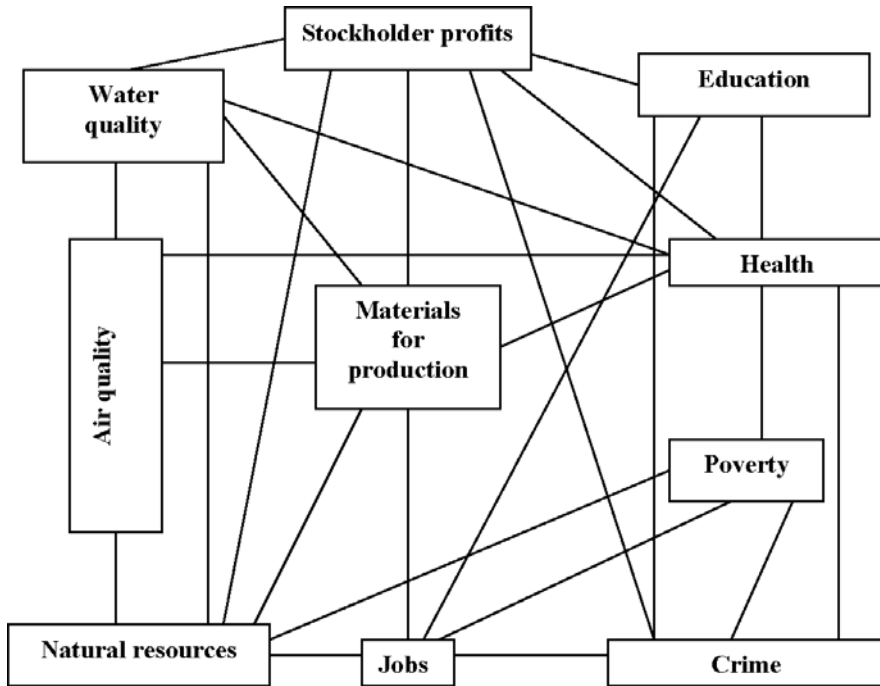 Stockholder profits
Water
quality
Education
Health
Materials
for
production
Air quality
Poverty
Natural resources
Jobs
Crime